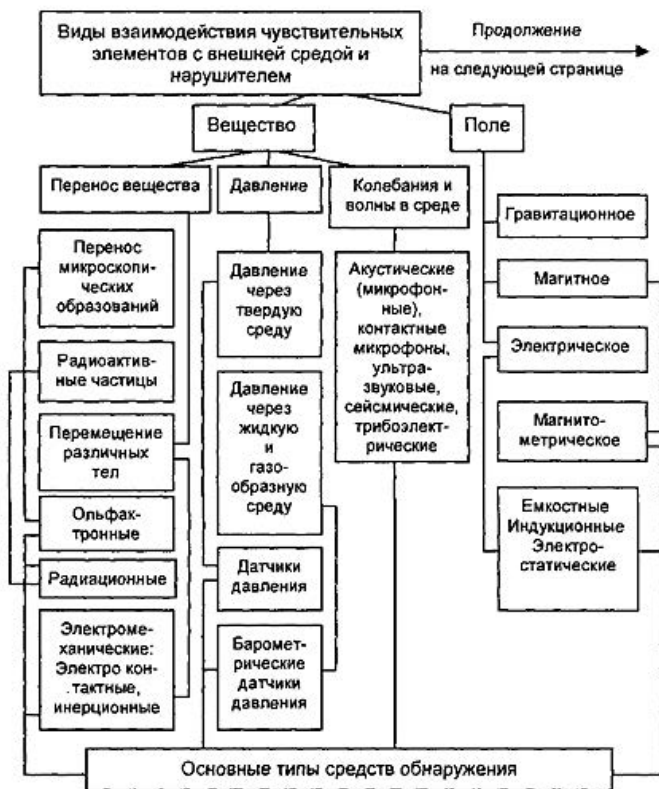 Виды взаимодействия чувствительных
элементов с внешней средой и
нарушителем
Продолжение
на следующей странице
Вещество
Поле
Перенос вещества
Давление
Колебания и
волны в среде
Гравитационное
Перенос
микроскопи-
ческих
образований
Давление
через
твердую
среду
Акустические
(микрофон-
ные),
контактные
микрофоны,
ультра-
звуковые,
сейсмические,
трибоэлект-
рические
Магитное
Радиоактив-
ные частицы
Электрическое
Давление
через
жидкую
и
газо-
образную
среду
Перемещение
различных
тел
Магнито-
метрическое
Ольфак-
тронные
Емкостные
Индукционные
Электро-
статические
Радиационные
Датчики
давления
Электроме-
ханические:
Электро кон-
.тактные,
инерционные
Баромет-
рические
датчики
давления
Основные типы средств обнаружения